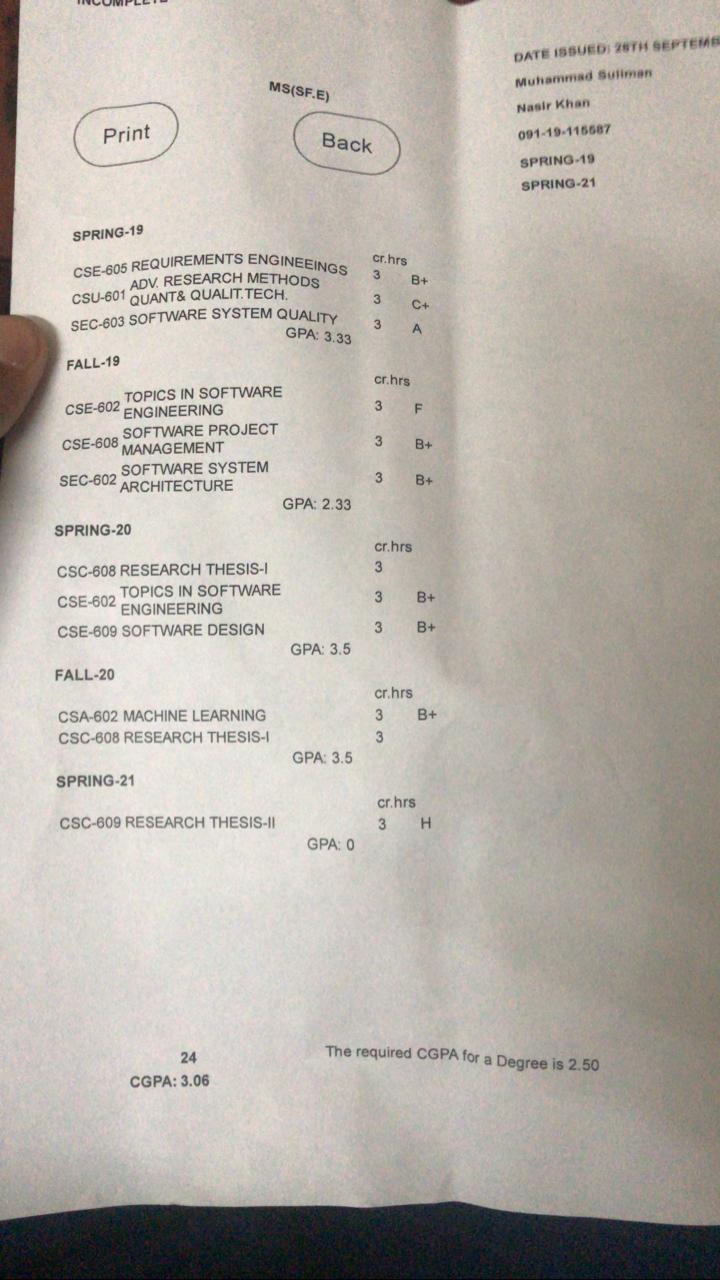 INCOMPLETE
DATE ISSUED: 26TH SEPTEMB
Muhammad Suliman
Nasir Khan
091-19-115587
SPRING-19
SPRING-21
MS(SF.E)
Print Back
SPRING-19
cr.hrs
CSE-605 REQUIREMENTS ENGINEEINGS 3 B+
CSU-601 ADV. RESEARCH METHODS
QUANT& QUALIT.TECH. 3 C+
SEC-603 SOFTWARE SYSTEM QUALITY 3 A
GPA: 3.33
FALL-19
cr.hrs
CSE-602 TOPICS IN SOFTWARE
ENGINEERING 3 F
CSE-608 SOFTWARE PROJECT
MANAGEMENT 3 B+
SEC-602 SOFTWARE SYSTEM
ARCHITECTURE 3 B+
GPA: 2.33
SPRING-20
cr.hrs
CSC-608 RESEARCH THESIS-I 3
CSE-602 TOPICS IN SOFTWARE
ENGINEERING 3 B+
CSE-609 SOFTWARE DESIGN 3 B+
GPA: 3.5
FALL-20
cr.hrs
CSA-602 MACHINE LEARNING 3 B+
CSC-608 RESEARCH THESIS-I 3
GPA: 3.5
SPRING-21
cr.hrs
CSC-609 RESEARCH THESIS-II 3 H
GPA: 0
24
CGPA: 3.06
The required CGPA for a Degree is 2.50